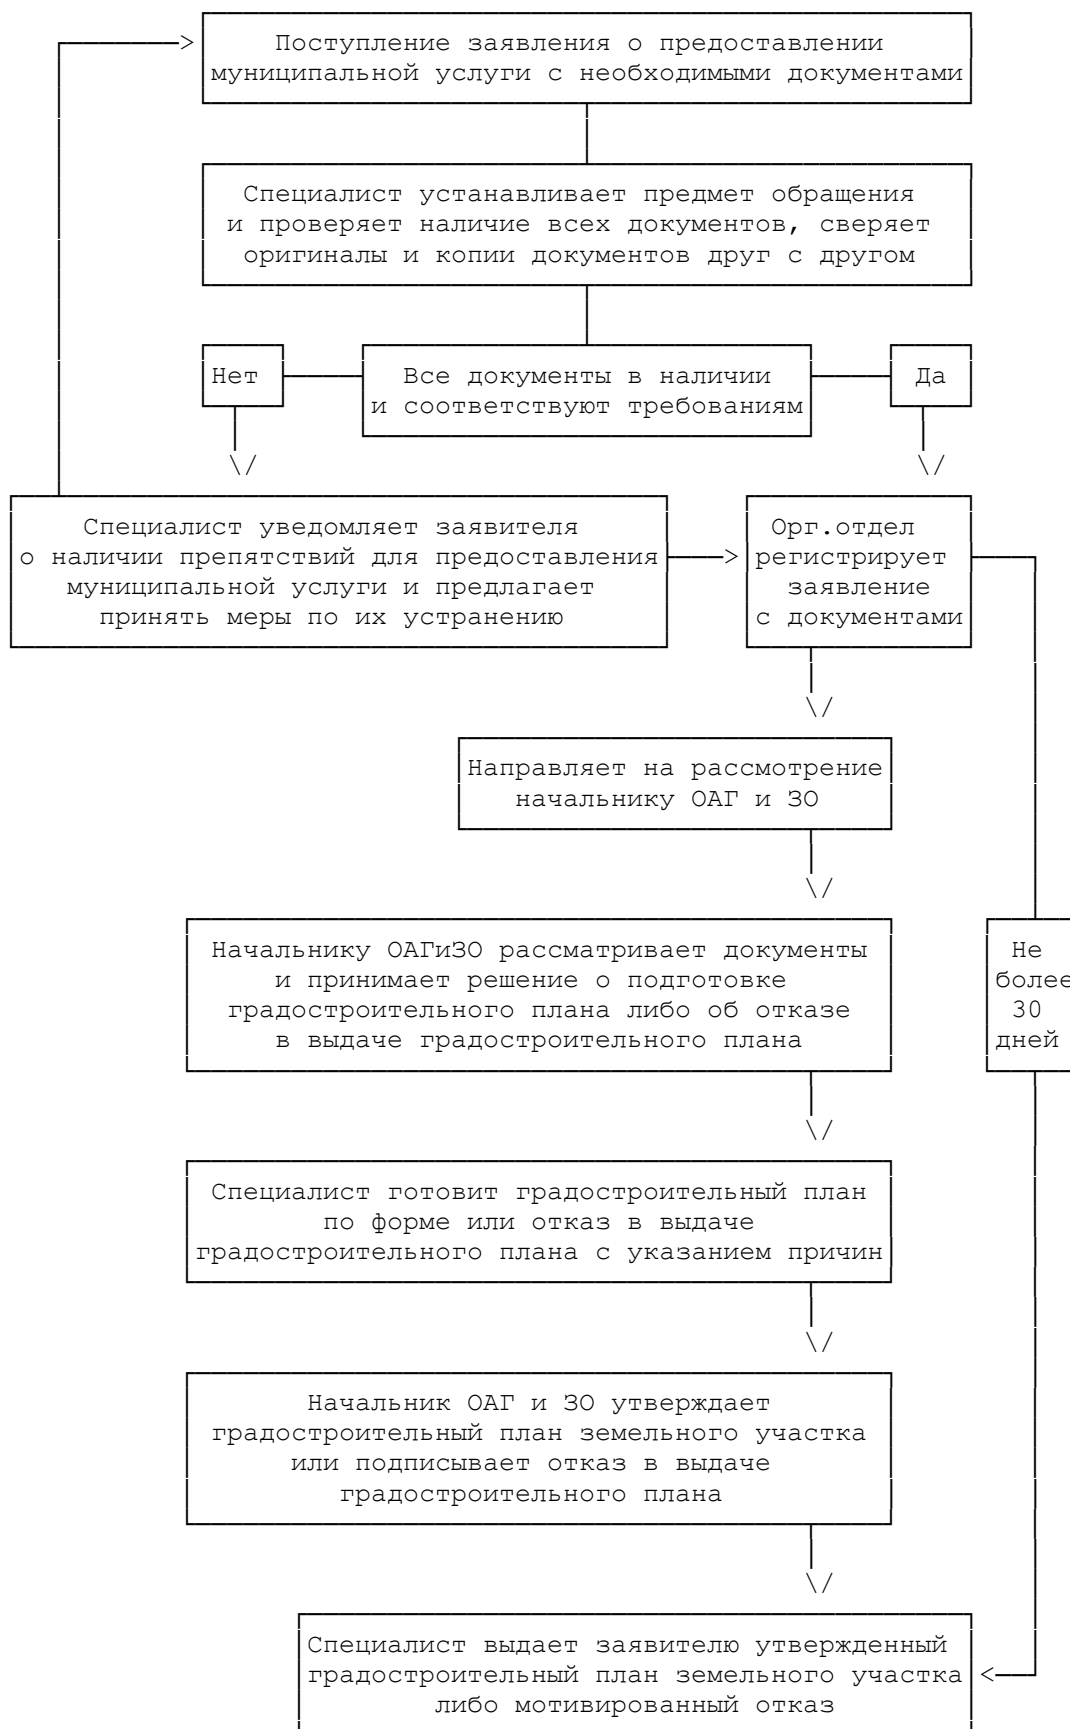 Поступление заявления о предоставлении
муниципальной услуги с необходимыми документами
Специалист устанавливает предмет обращения
и проверяет наличие всех документов, сверяет
оригиналы и копии документов друг с другом
Нет
Все документы в наличии
и соответствуют требованиям
Да
Специалист уведомляет заявителя
о наличии препятствий для предоставления
муниципальной услуги и предлагает
принять меры по их устранению
Орг.отдел
регистрирует
заявление
с документами
Направляет на рассмотрение
начальнику ОАГ и ЗО
Начальнику ОАГиЗО рассматривает документы
и принимает решение о подготовке
градостроительного плана либо об отказе
в выдаче градостроительного плана
Не
более
30
дней
Специалист готовит градостроительный план
по форме или отказ в выдаче
градостроительного плана с указанием причин
Начальник ОАГ и ЗО утверждает
градостроительный план земельного участка
или подписывает отказ в выдаче
градостроительного плана
Специалист выдает заявителю утвержденный
градостроительный план земельного участка
либо мотивированный отказ